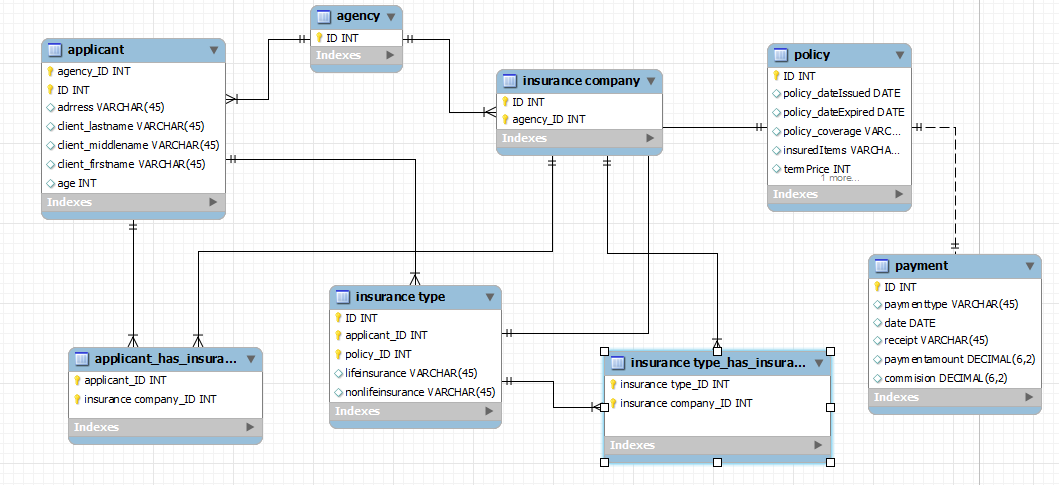 agency
ID INT
Indexes
applicant
agency_ID INT
ID INT
adrress VARCHAR(45)
client_lastname VARCHAR(45)
client_middlename VARCHAR(45)
client_firstname VARCHAR(45)
age INT
Indexes
insurance company
ID INT
agency_ID INT
Indexes
policy
ID INT
policy_dateIssued DATE
policy_dateExpired DATE
policy_coverage VARC...
insuredItems VARCHA...
termPrice INT
1 more...
Indexes
payment
ID INT
paymenttype VARCHAR(45)
date DATE
receipt VARCHAR(45)
paymentamount DECIMAL(6,2)
commision DECIMAL(6,2)
Indexes
insurance type
ID INT
applicant_ID INT
policy_ID INT
lifeinsurance VARCHAR(45)
nonlifeinsurance VARCHAR(45)
Indexes
applicant_has_insura...
applicant_ID INT
insurance company_ID INT
Indexes
insurance type_has_insura...
insurance type_ID INT
insurance company_ID INT
Indexes